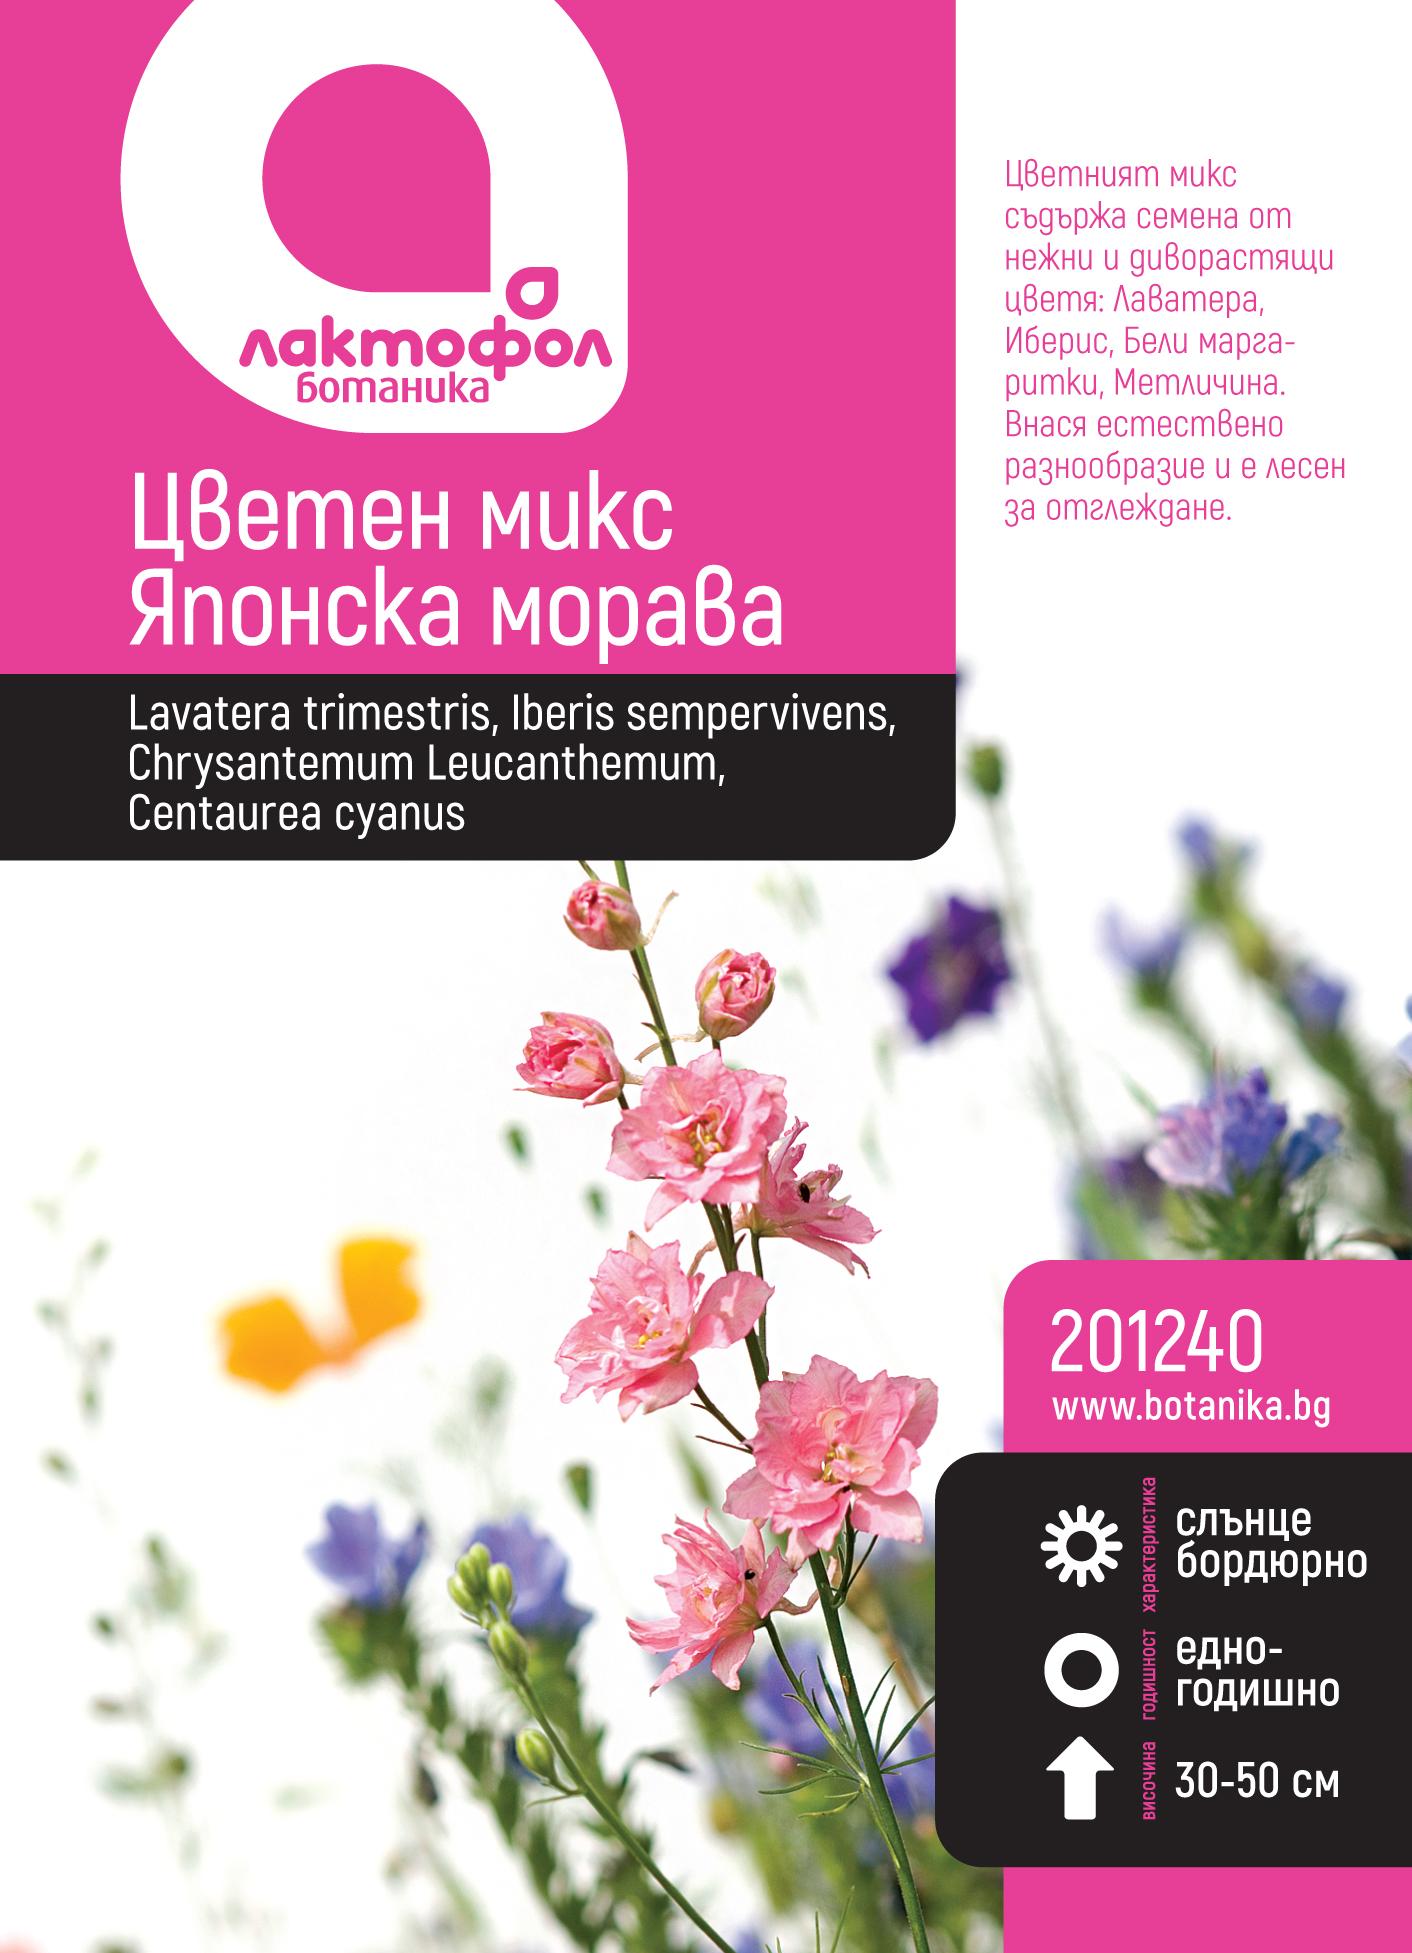 лактофол
ботаника
Цветен микс
Японска морава
Lavatera trimestris, Iberis sempervivens,
Chrysantemum Leucanthemum,
Centaurea cyanus
Цветният микс
съдържа семена от
нежни и диворастящи
цветя: Лаватера,
Иберис, Бели марга-
ритки, Метличина.
Внася естествено
разнообразие и е лесен
за отглеждане.
201240
www.botanika.bg
характеристика
слънце
бордюрно
годишност
едно-
годишно
височина
30-50 см